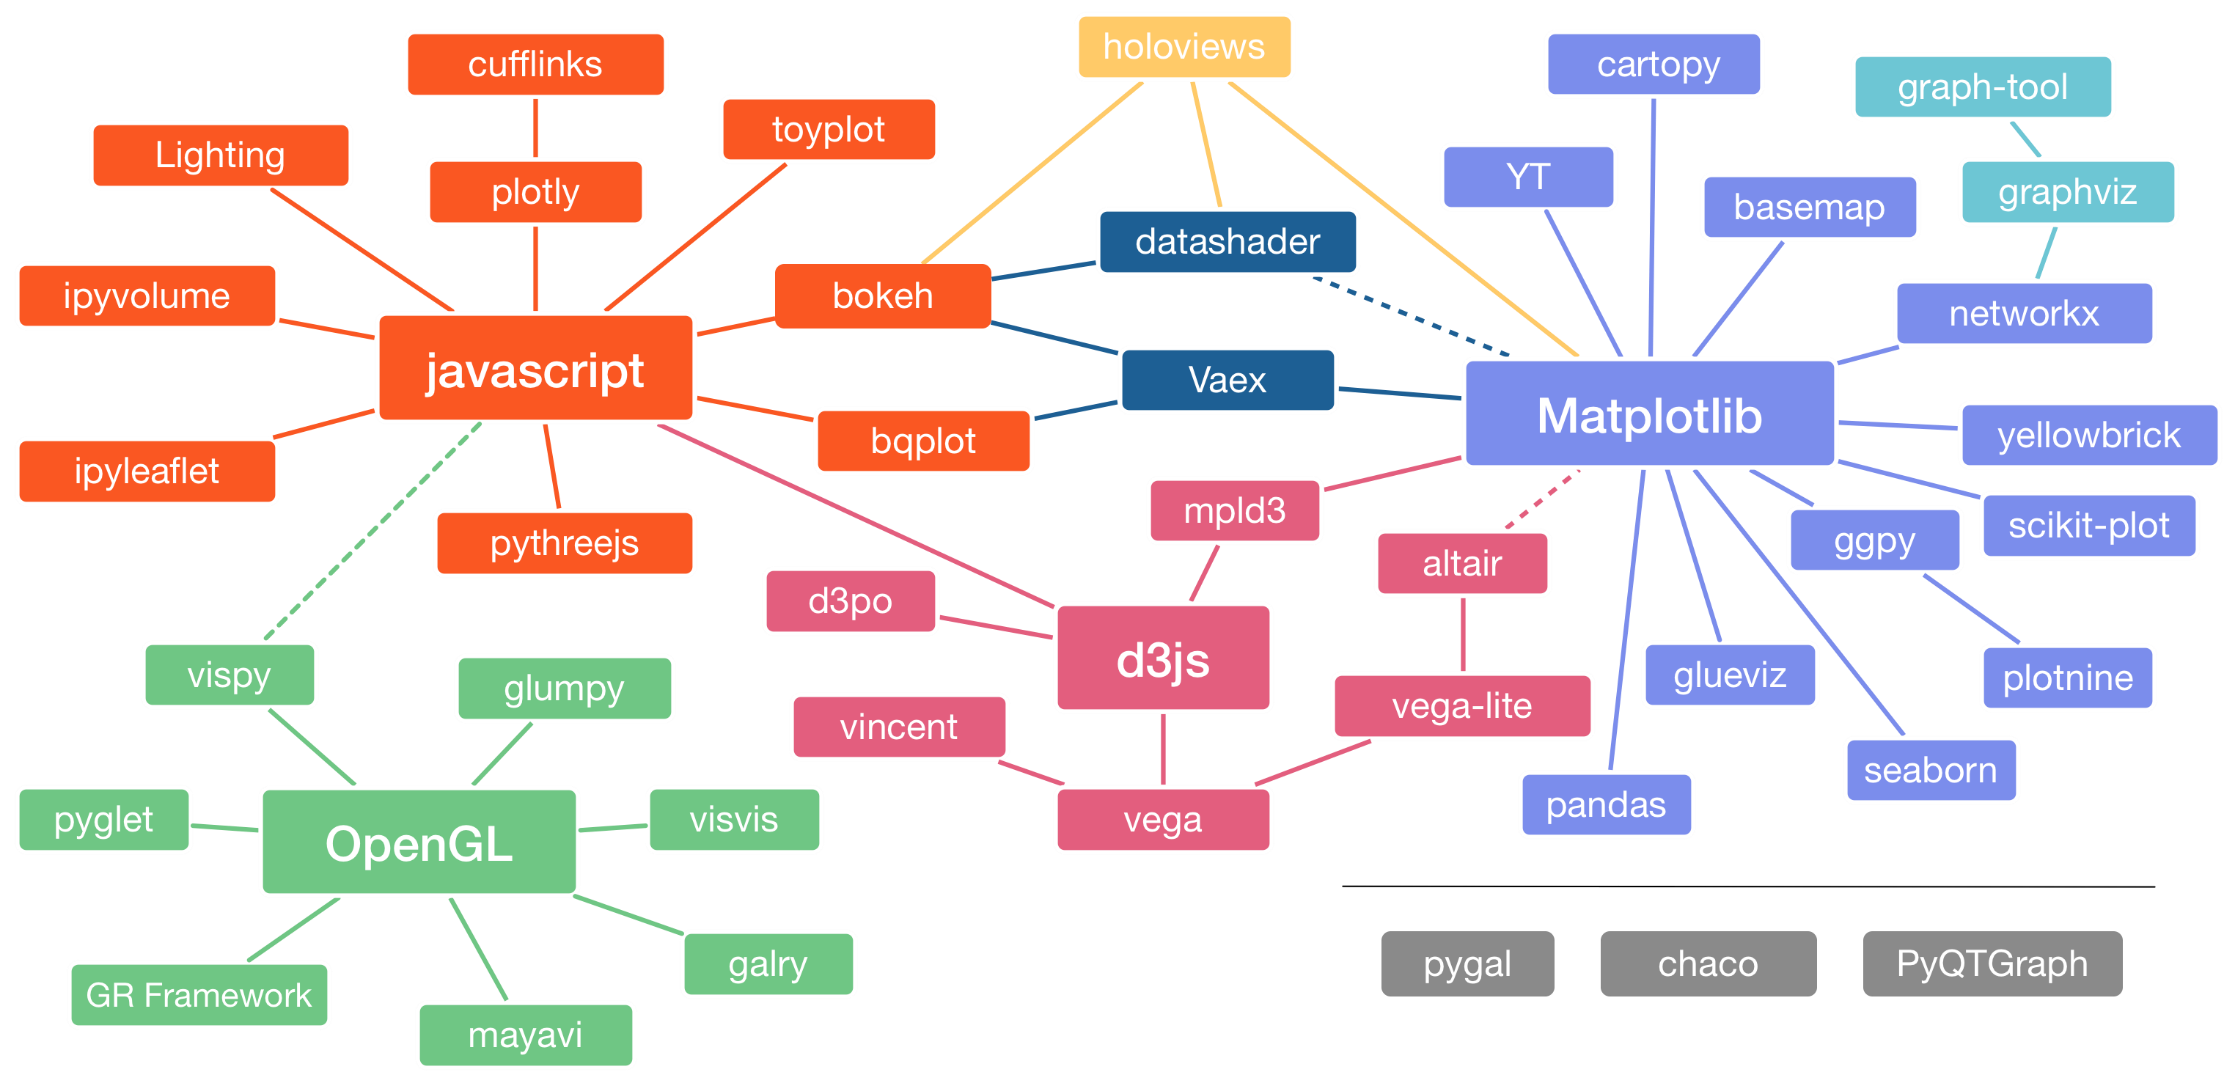 holoviews
cufflinks
cartopy
graph-tool
toyplot
Lighting
YT
plotly
graphviz
basemap
datashader
ipyvolume
bokeh
networkx
javascript
Vaex
Matplotlib
yellowbrick
bqplot
ipyleaflet
mpld3
scikit-plot
pythreejs
ggpy
altair
d3po
d3js
vispy
glueviz
plotnine
glumpy
vega-lite
vincent
seaborn
pandas
pyglet
visvis
vega
OpenGL
galry
pygal
chaco
PyQTGraph
GR Framework
mayavi